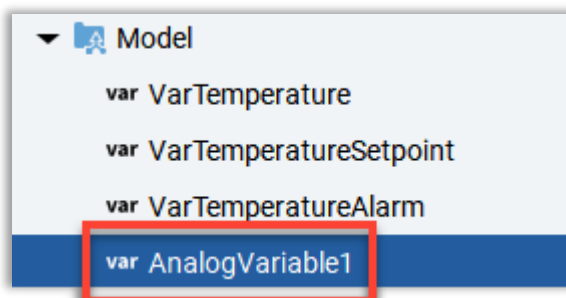 Model
var VarTemperature
var VarTemperatureSetpoint
var VarTemperatureAlarm
var AnalogVariable1